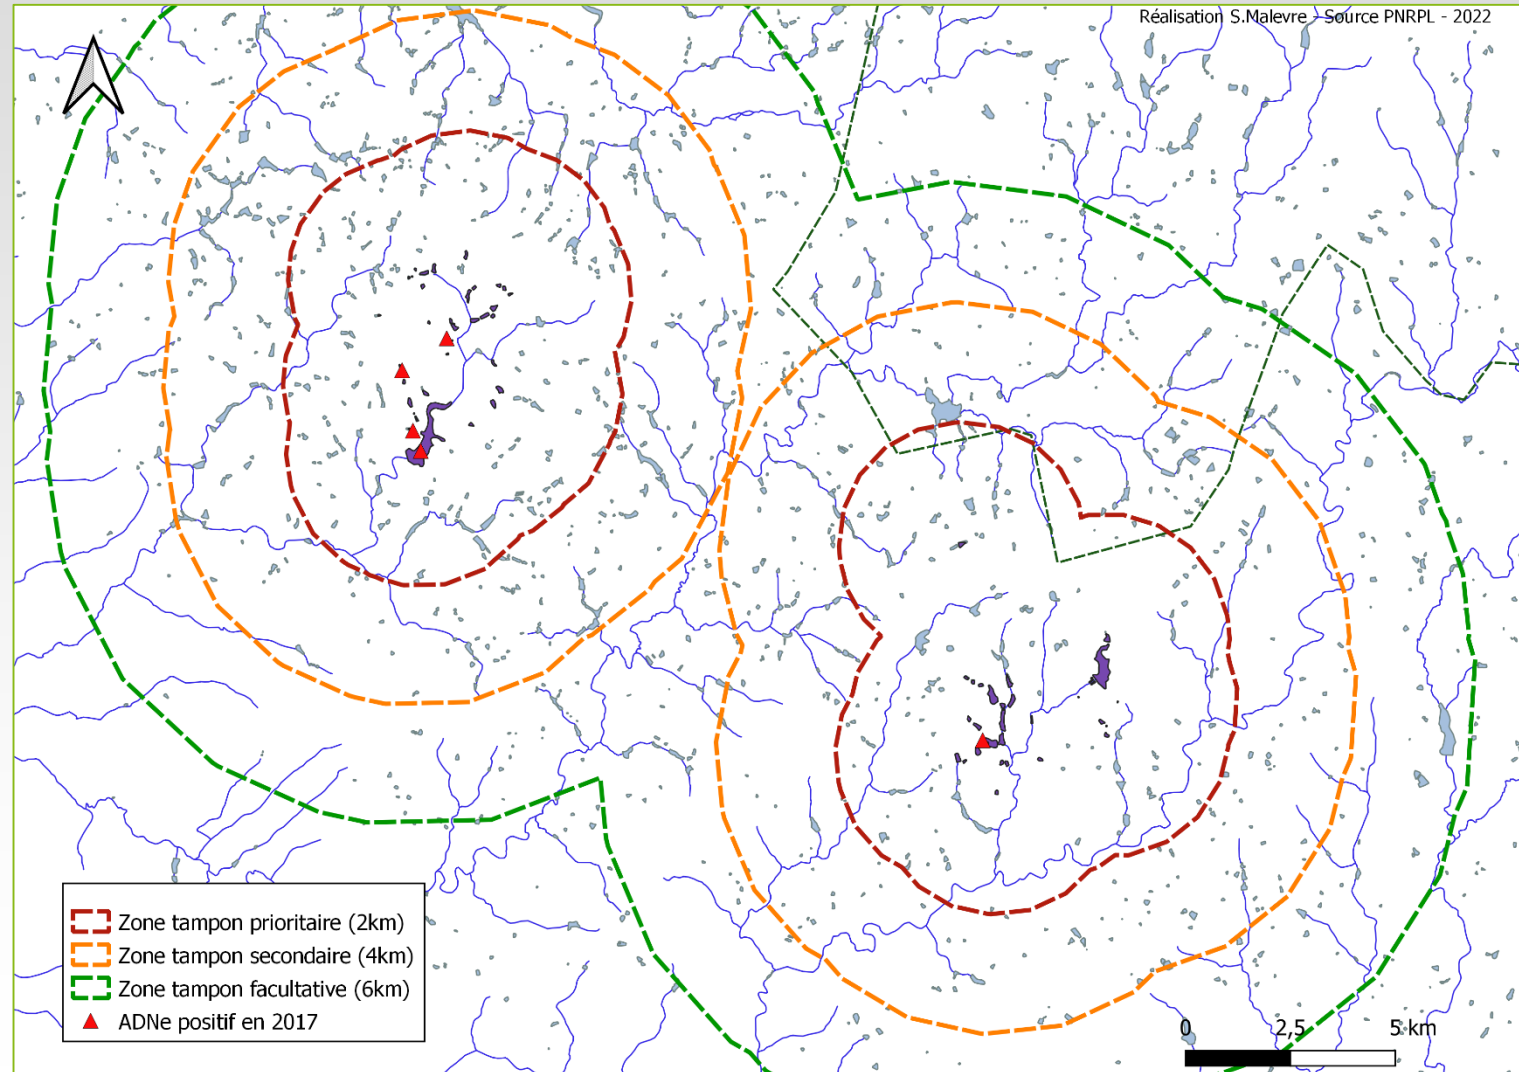 Réalisation S.Malevre - Source PNRPL - 2022
Zone tampon prioritaire (2km)
Zone tampon secondaire (4km)
Zone tampon facultative (6km)
ADNe positif en 2017
0 2,5 5 km